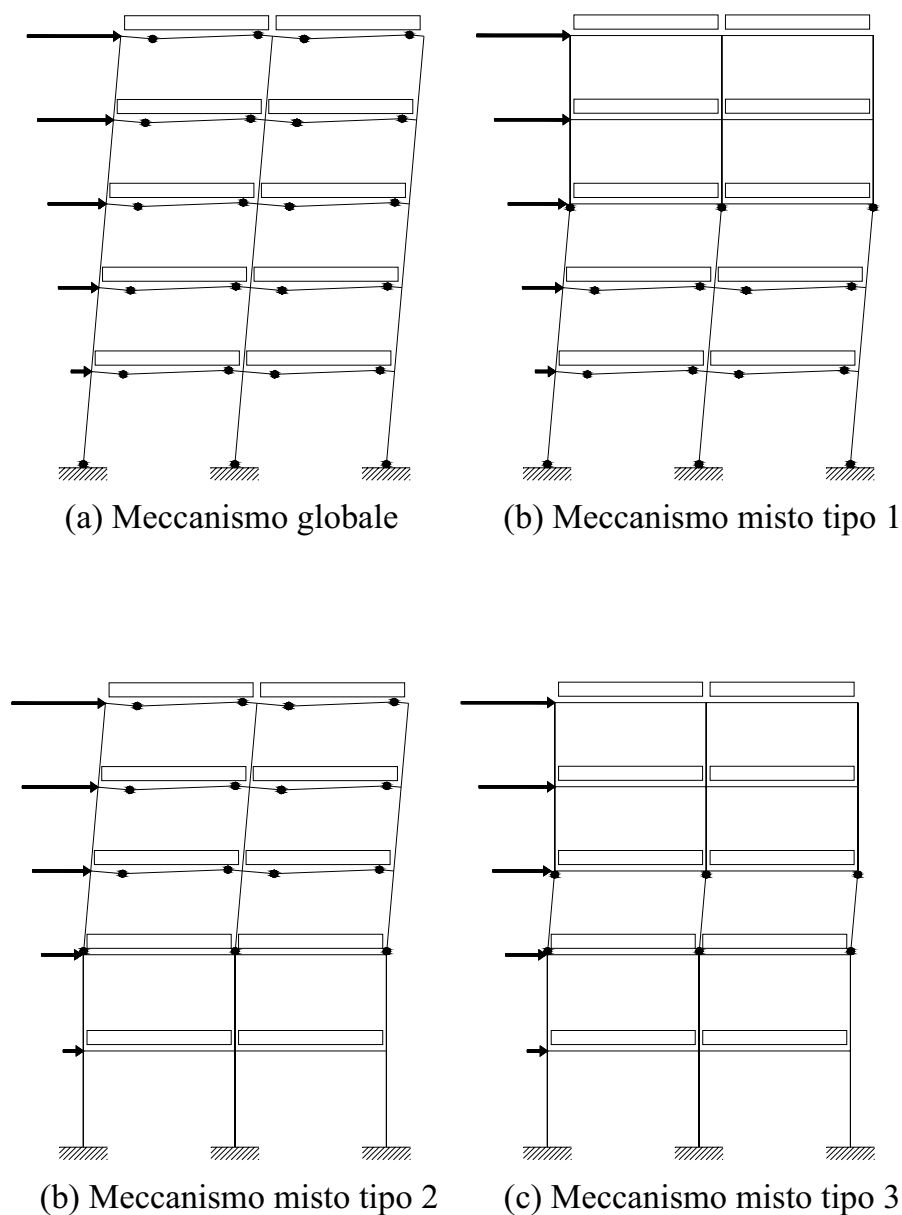 (a) Meccanismo globale
(b) Meccanismo misto tipo 1
(b) Meccanismo misto tipo 2
(c) Meccanismo misto tipo 3